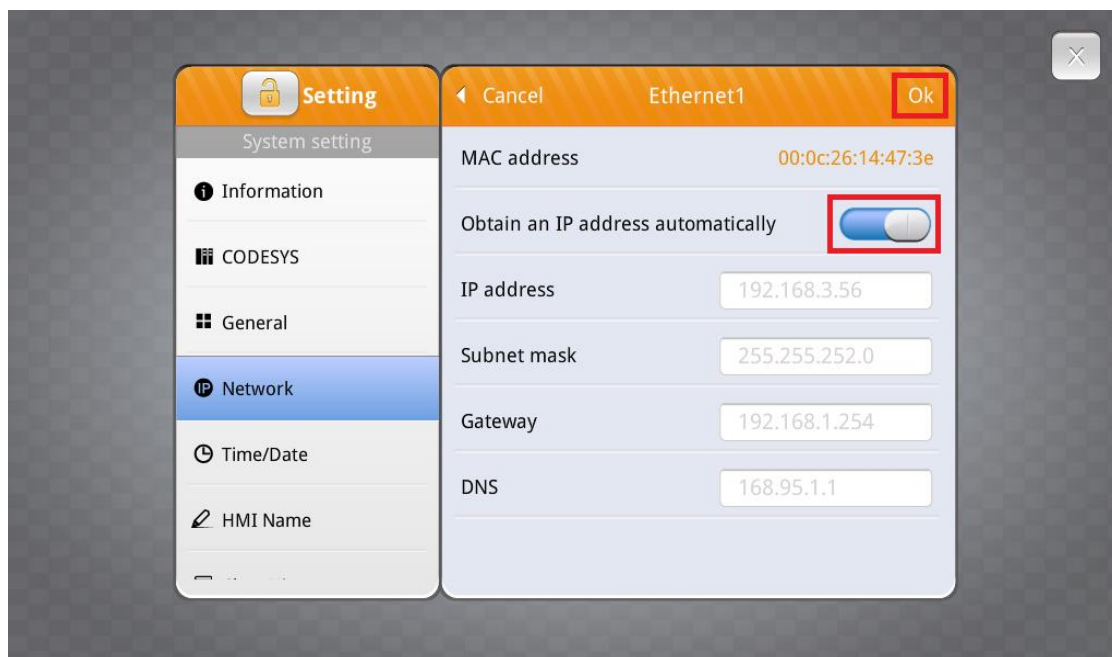 Setting
System setting
Information
CODESYS
General
Network
Time/Date
HMI Name
Cancel
Ethernet1
Ok
MAC address
00:0c:26:14:47:3e
Obtain an IP address automatically
IP address
192.168.3.56
Subnet mask
255.255.252.0
Gateway
192.168.1.254
DNS
168.95.1.1